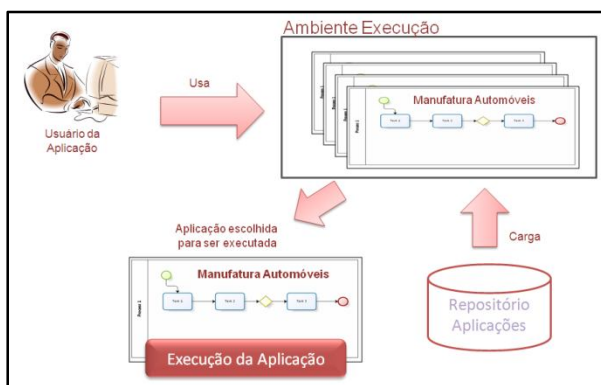 Ambiente Execução
Usa
Manufatura Automóveis
Usuário da
Aplicação
Aplicação escolhida
para ser executada
Carga
Manufatura Automóveis
Repositório
Aplicações
Execução da Aplicação